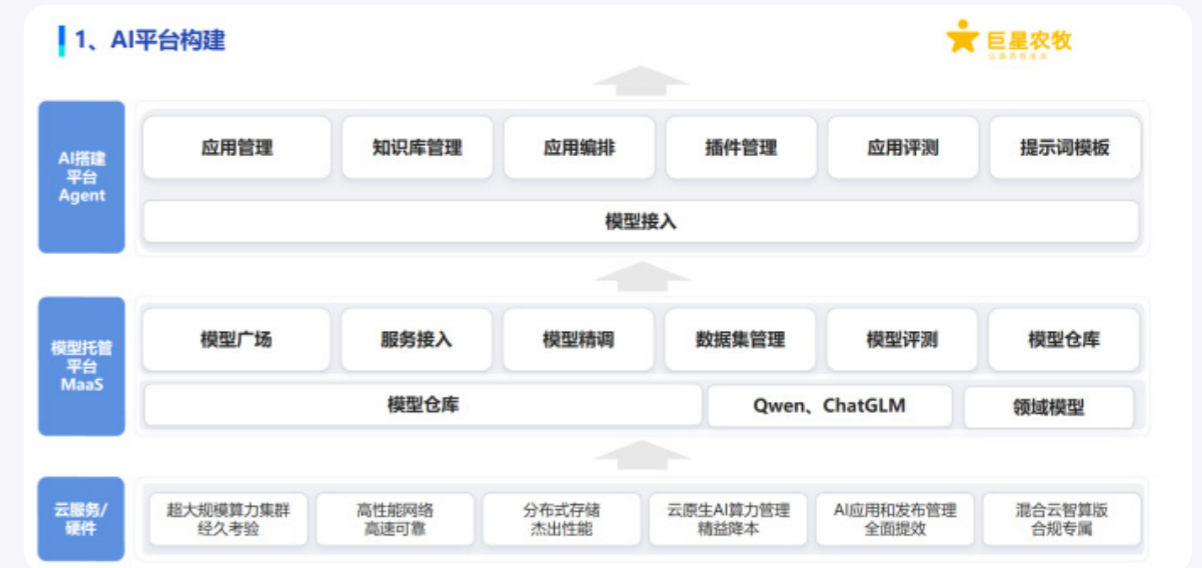 1、AI平台构建
巨星农牧
AI搭建
平台
Agent
应用管理
知识库管理
应用编排
插件管理
应用评测
提示词模板
模型接入
模型托管
平台
MaaS
模型广场
服务接入
模型精调
数据集管理
模型评测
模型仓库
模型仓库
Qwen、ChatGLM
领域模型
云服务/
硬件
超大规模算力集群
经久考验
高性能网络
高速可靠
分布式存储
杰出性能
云原生AI算力管理
精益降本
AI应用和发布管理
全面提效
混合云智算版
合规专属